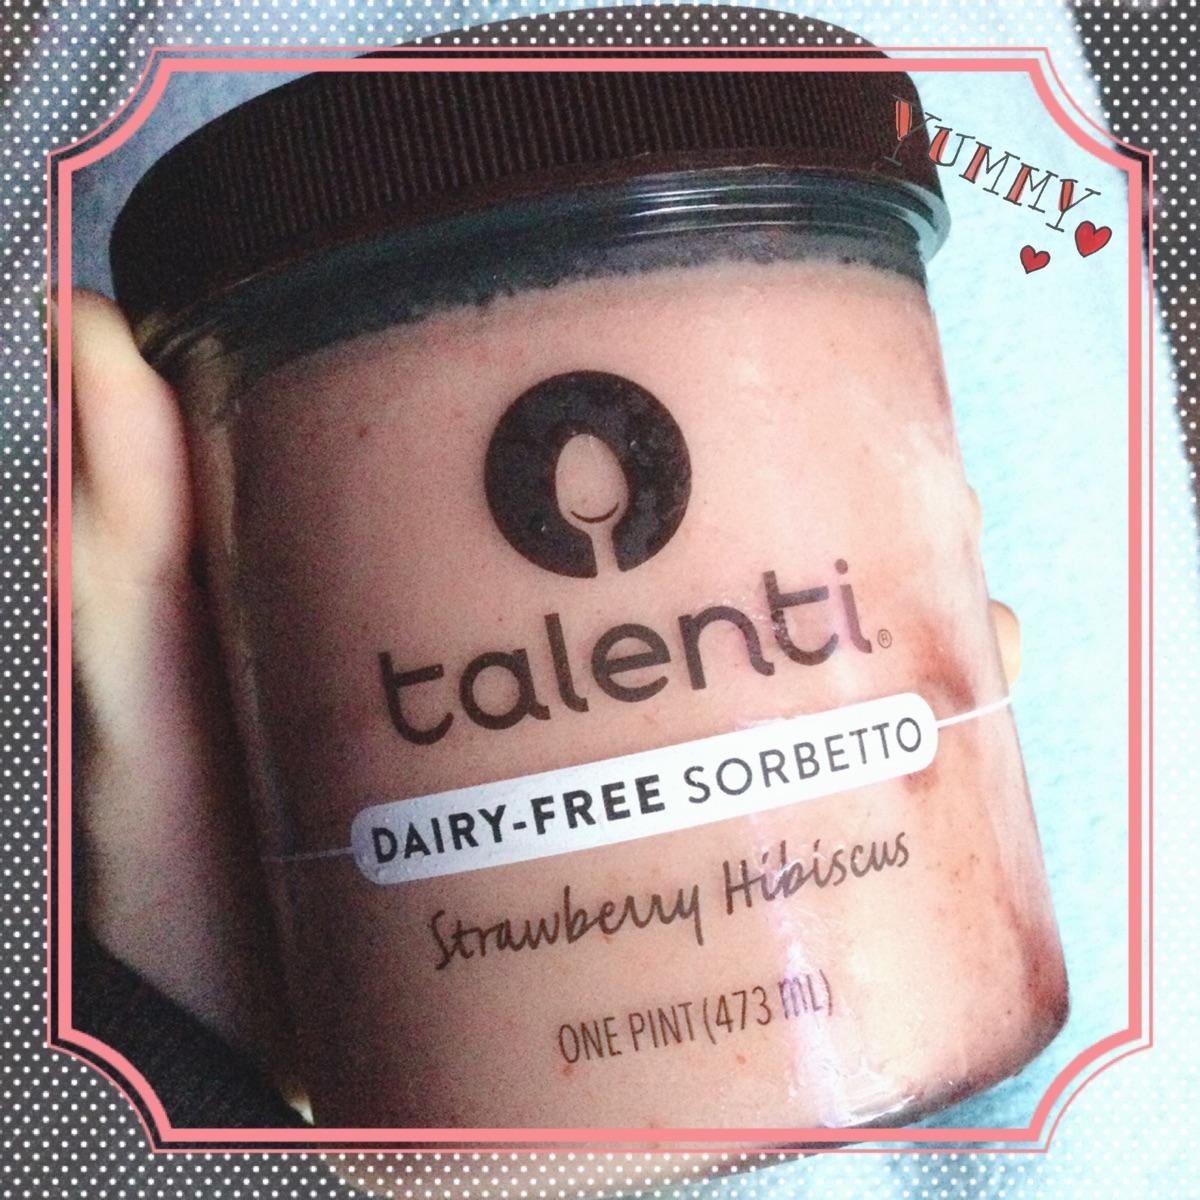 YUMMY
talenti®
DAIRY-FREE SORBETTO
Strawberry Hibiscus
ONE PINT (473 mL)